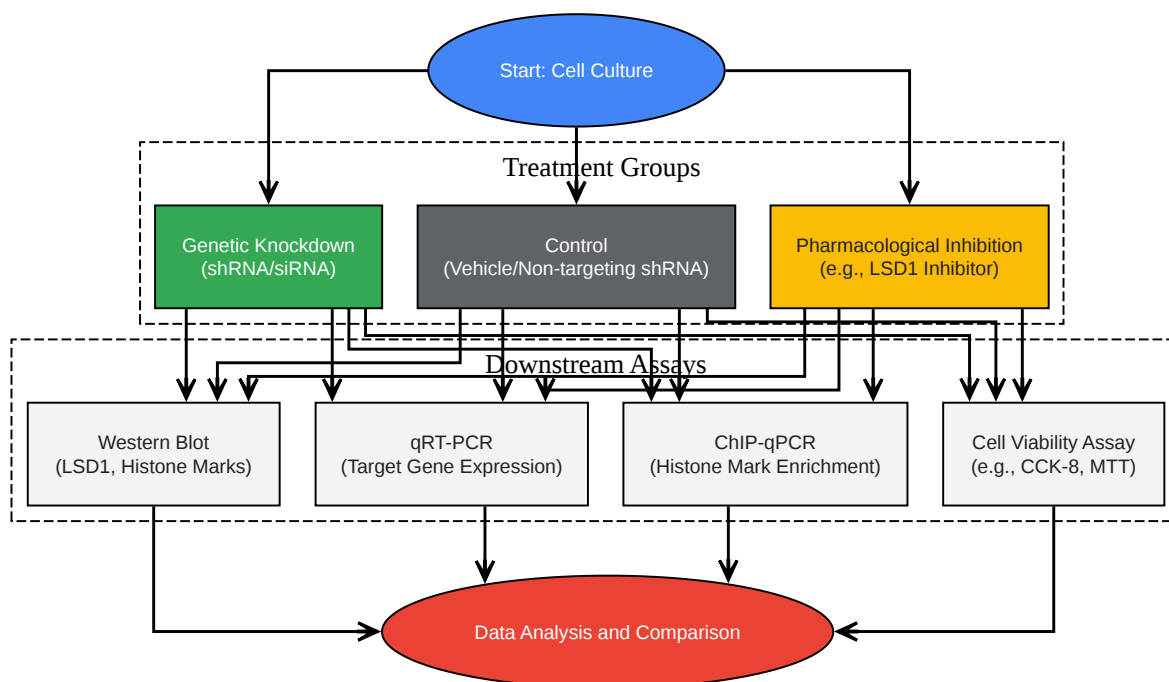 Start: Cell Culture
Treatment Groups
Genetic Knockdown
(shRNA/siRNA)
Control
(Vehicle/Non-targeting shRNA)
Pharmacological Inhibition
(e.g., LSD1 Inhibitor)
Downstream Assays
Western Blot
(LSD1, Histone Marks)
qRT-PCR
(Target Gene Expression)
ChIP-qPCR
(Histone Mark Enrichment)
Cell Viability Assay
(e.g., CCK-8, MTT)
Data Analysis and Comparison